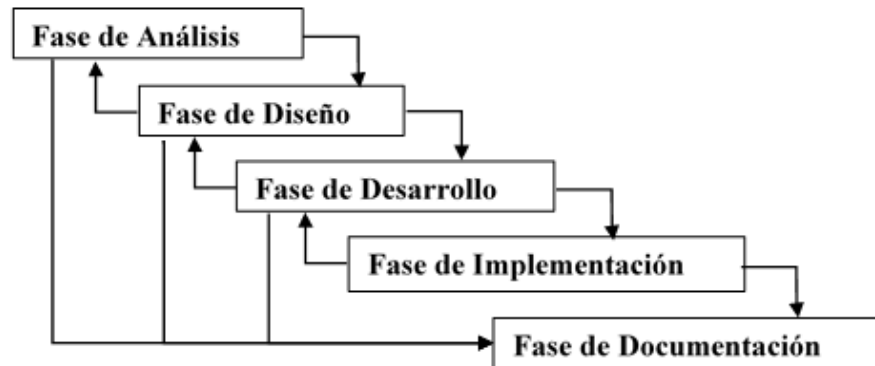 Fase de Análisis
Fase de Diseño
Fase de Desarrollo
Fase de Implementación
Fase de Documentación